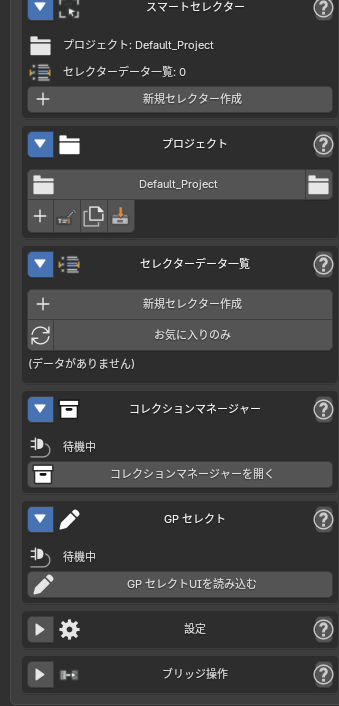 スマートセレクター
プロジェクト: Default_Project
セレクターデータ一覧: 0
新規セレクター作成
プロジェクト
Default_Project
セレクターデータ一覧
新規セレクター作成
お気に入りのみ
(データがありません)
コレクションマネージャー
待機中
コレクションマネージャーを開く
GP セレクト
待機中
GP セレクトUIを読み込む
設定
ブリッジ操作